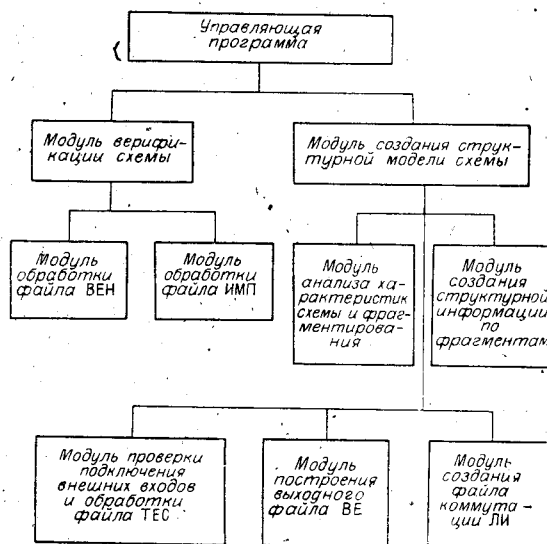 Управляющая
программа
Модуль верифи-
кации схемы
Модуль создания струк-
турной модели схемы
Модуль
обработки
файла ВЕН
Модуль
обработки
файла ИМП
Модуль
анализа ха-
рактеристик
схемы и фраг-
ментирова-
ния
Модуль
создания
структурной
информации
по
фрагментам
Модуль проверки
подключения
внешних входов
и обработки
файла ТЕС
Модуль
построения
выходного
файла ВЕ
Модуль
создания
файла
коммута-
ции ЛИ